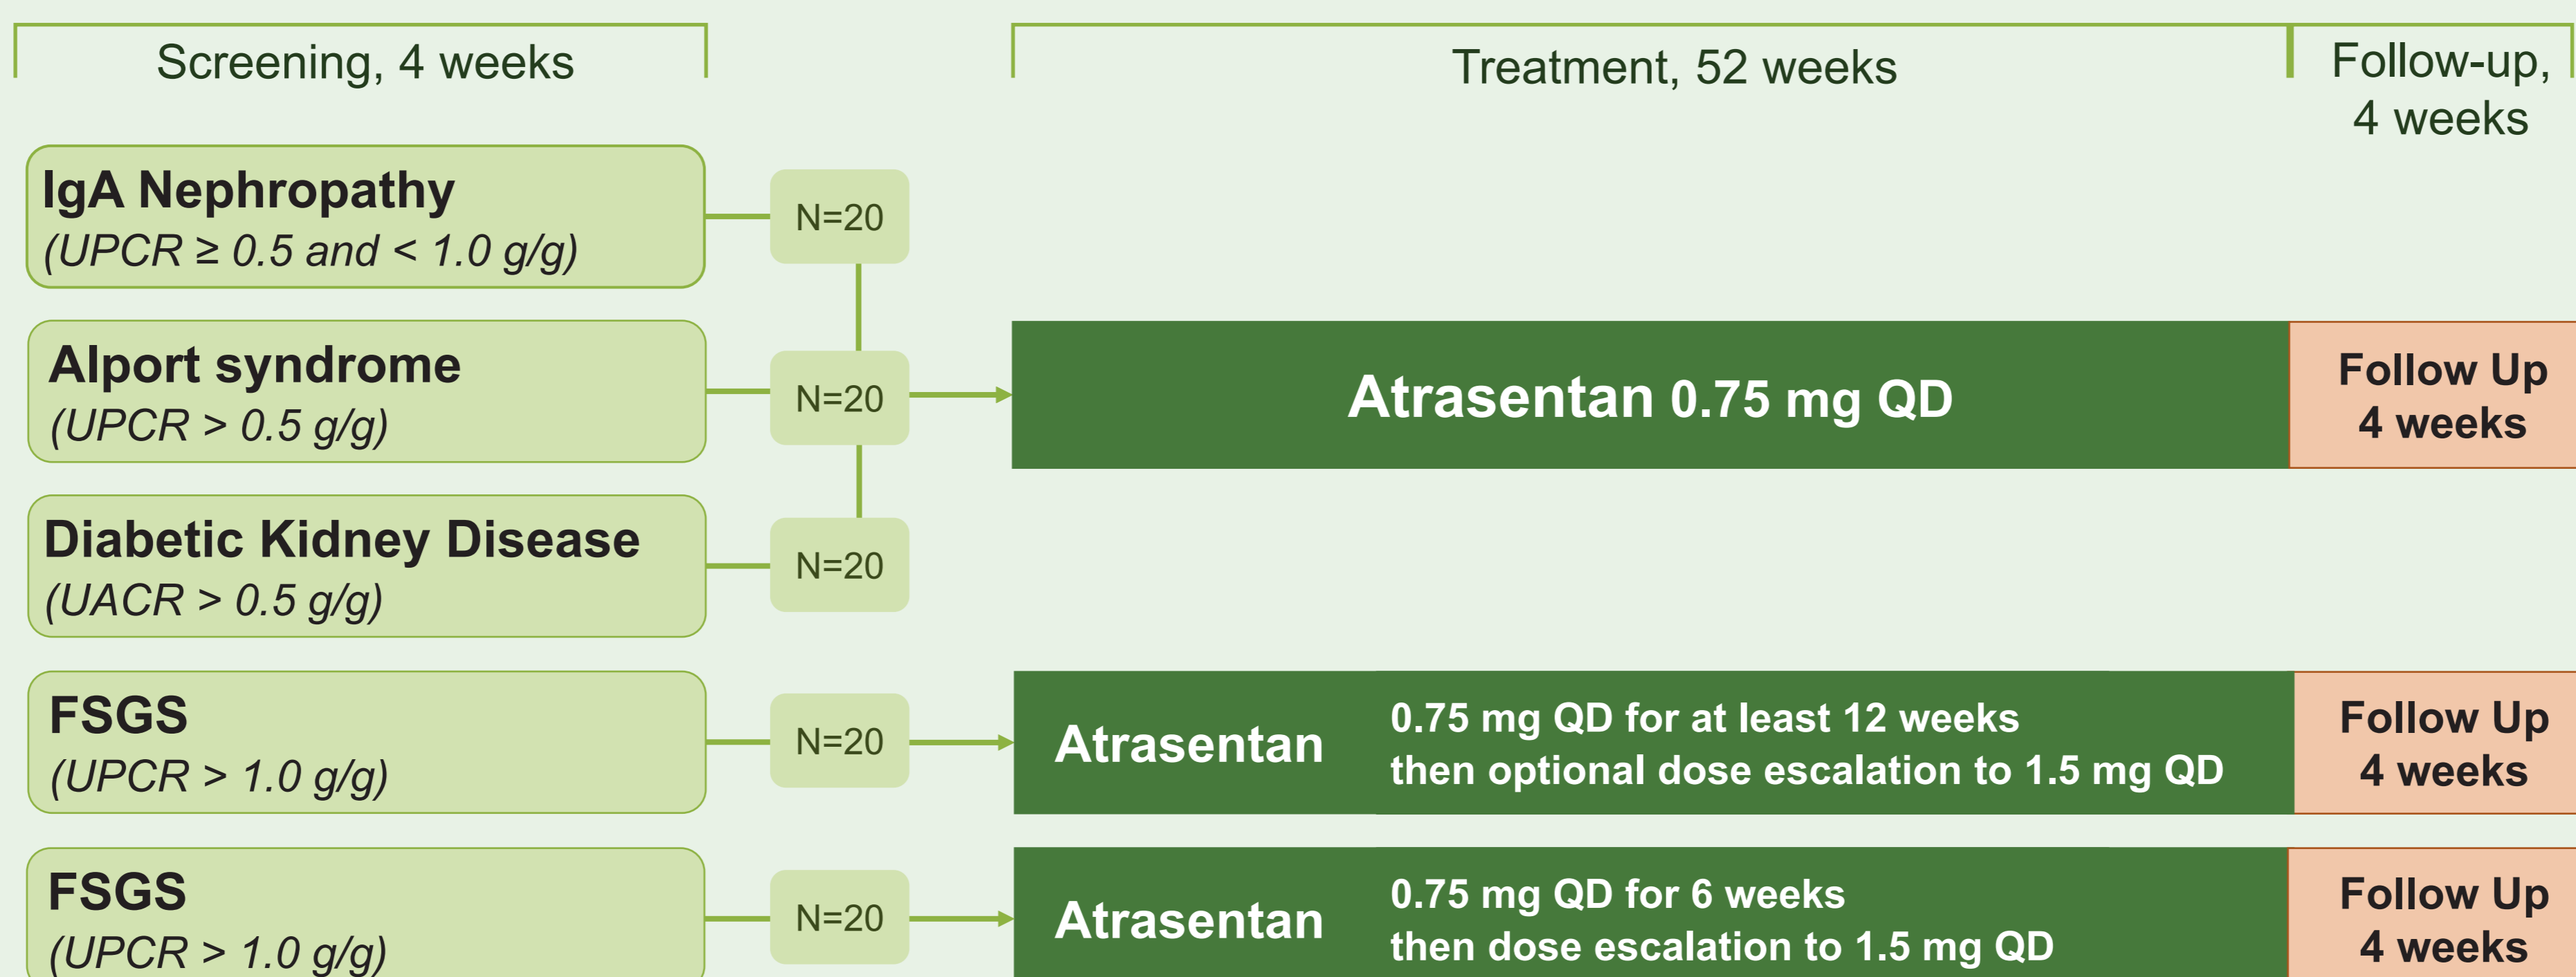 Screening, 4 weeks
Treatment, 52 weeks
Follow-up,
4 weeks
IgA Nephropathy
(UPCR ≥ 0.5 and < 1.0 g/g)
N=20
Alport syndrome
(UPCR > 0.5 g/g)
N=20
Atrasentan 0.75 mg QD
Follow Up
4 weeks
Diabetic Kidney Disease
(UACR > 0.5 g/g)
N=20
FSGS
(UPCR > 1.0 g/g)
N=20
Atrasentan
0.75 mg QD for at least 12 weeks
then optional dose escalation to 1.5 mg QD
Follow Up
4 weeks
FSGS
(UPCR > 1.0 g/g)
N=20
Atrasentan
0.75 mg QD for 6 weeks
then dose escalation to 1.5 mg QD
Follow Up
4 weeks